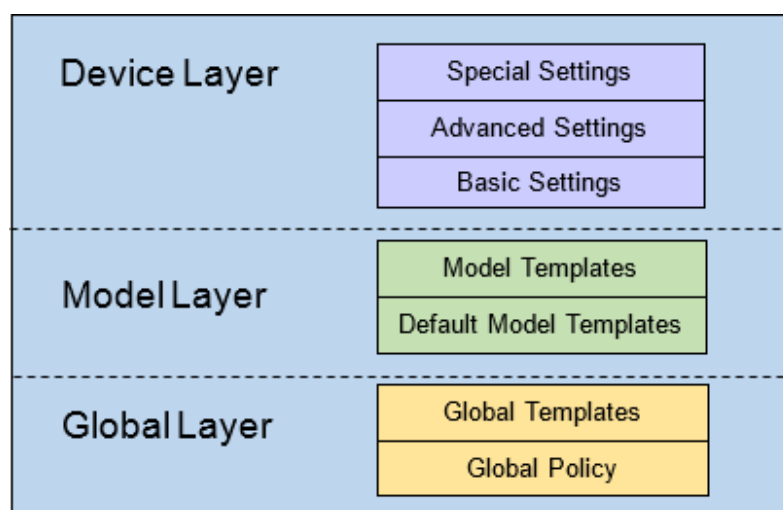 Device Layer
Special Settings
Advanced Settings
Basic Settings
Model Layer
Model Templates
Default Model Templates
Global Layer
Global Templates
Global Policy